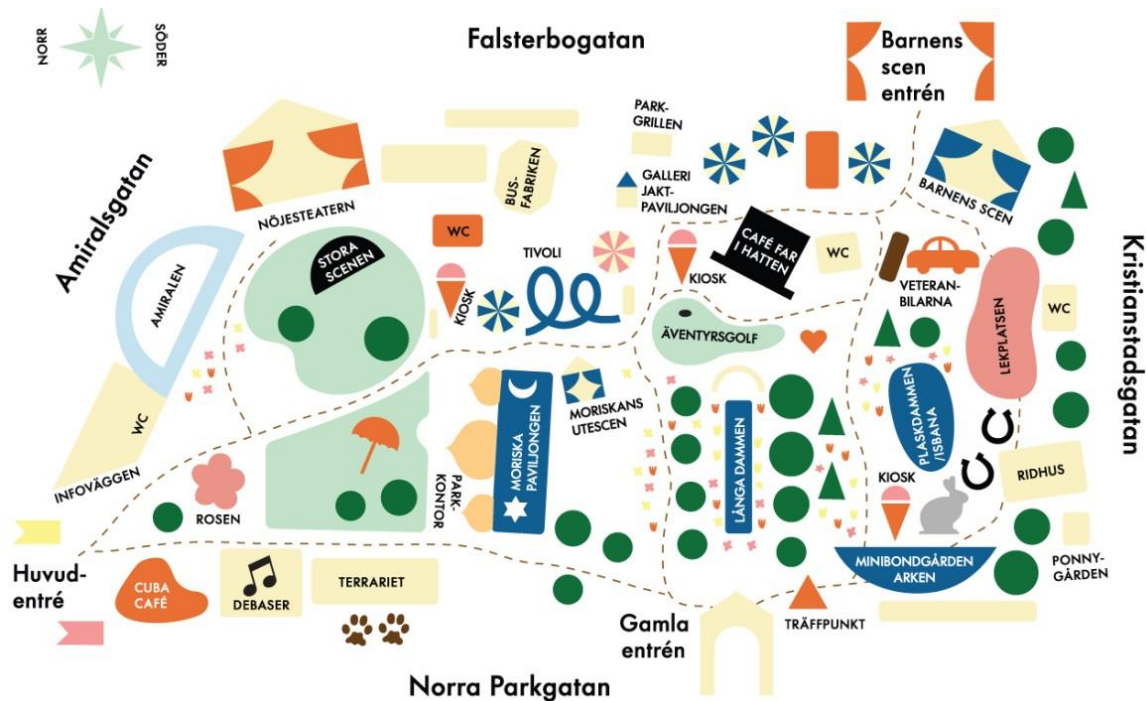 NORR
SÖDER
Falsterbogatan
Barnens
scen
entrén
PARK-
GRILLEN
GALLERI
JAKT-
PAVILJONGEN
BUS-
FABRIKEN
Amiralsgatan
NÖJESTEATERN
BARNENS SCEN
STORA
SCENEN
WC
TIVOLI
KIOSK
KIOSK
CAFÉ FAR
I HATTEN
WC
VETERAN-
BILARNA
WC
Kristianstadsgatan
AMIRALEN
ÄVENTYRSGOLF
LEKPLATSEN
WC
INFOVÄGGEN
ROSEN
PARK-
KONTOR
MORISKA
PAVILJONGEN
MORISKANS
UTESCEN
LÅNGA DAMMEN
PLASKDAMMEN
/ISBANA
KIOSK
RIDHUS
PONNY-
GÅRDEN
MINIBONDGÅRDEN
ARKEN
Huvud-
entré
CUBA
CAFÉ
DEBASER
TERRARIET
Gamla
entrén
TRÄFFPUNKT
Norra Parkgatan